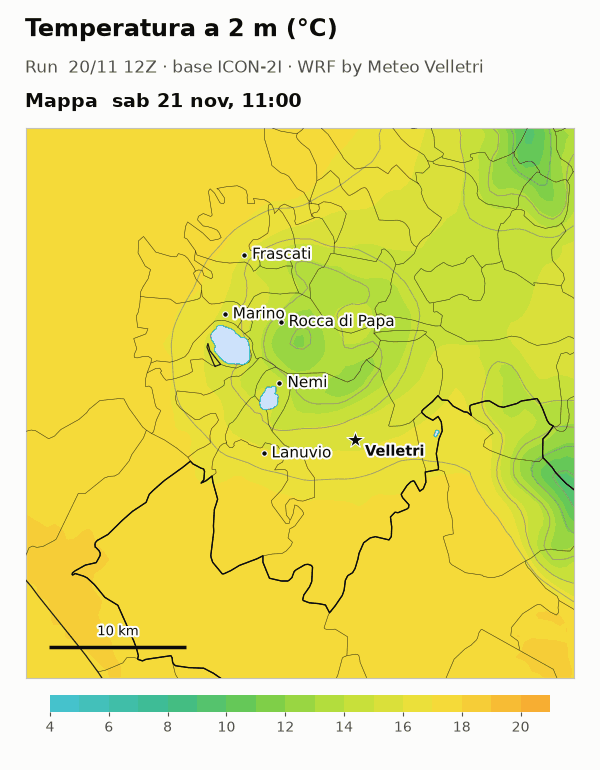 Temperatura a 2 m (°C)
Run  20/11 12Z · base ICON-2I · WRF by Meteo Velletri
Mappa  sab 21 nov, 11:00
Frascati
Marino
Rocca di Papa
Nemi
Velletri
Lanuvio
10 km
4 6 8 10 12 14 16 18 20